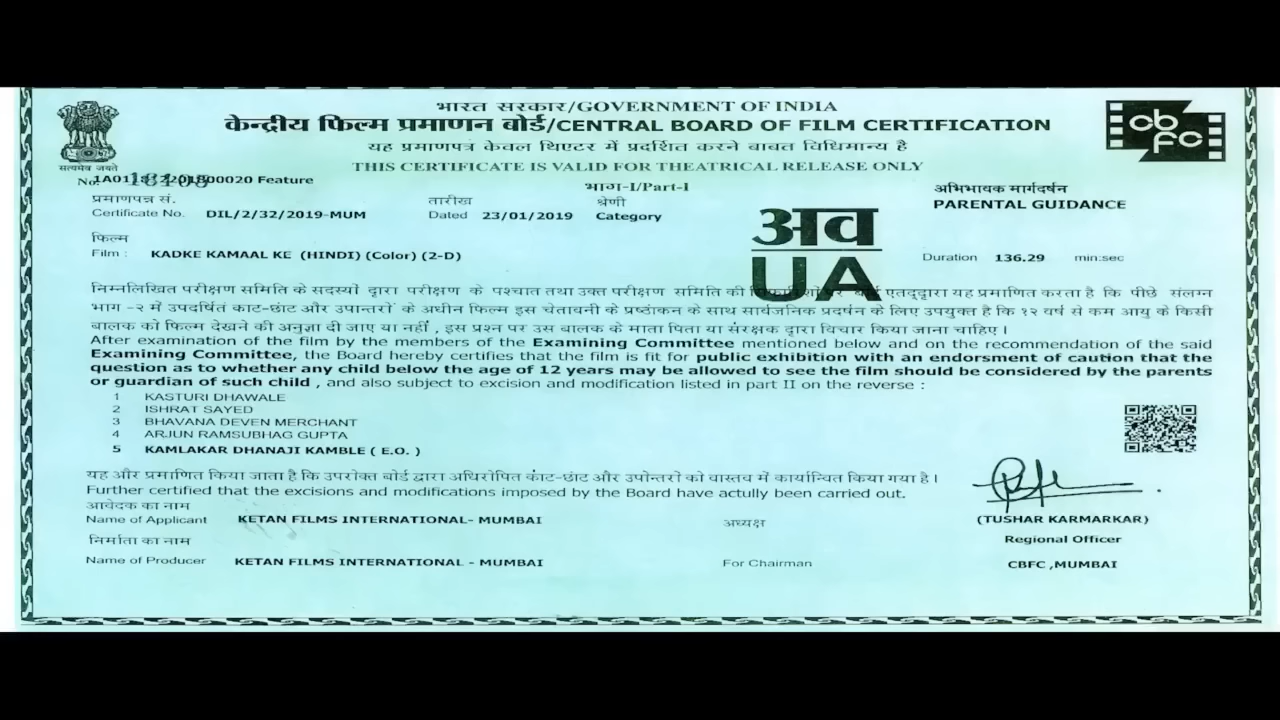 भारत सरकार/GOVERNMENT OF INDIA
केन्द्रीय फिल्म प्रमाणन बोर्ड/CENTRAL BOARD OF FILM CERTIFICATION
cb
fc
यह प्रमाणपत्र केवल थिएटर में प्रदर्शित करने बाबत विधिमान्य है
THIS CERTIFICATE IS VALID FOR THEATRICAL RELEASE ONLY
सत्यमेव जयते
No. Feature
भाग-I/Part-I
अभिभावक मार्गदर्शन
PARENTAL GUIDANCE
प्रमाणपत्र सं. तारीख श्रेणी
Certificate No. DIL/2/32/2019-MUM Dated 23/01/2019 Category
अव
UA
फिल्म
Film : KADKE KAMAAL KE (HINDI) (Color) (2-D) Duration 136.29 min:sec
निम्नलिखित परीक्षण समिति के सदस्यों द्वारा परीक्षण के पश्चात तथा उक्त परीक्षण समिति की एतद्द्वारा यह प्रमाणित करता है कि पीछे संलग्न
भाग -२ में उपदर्शित काट-छांट और उपान्तरों के अधीन फिल्म इस चेतावनी के प्रष्ठांकन के साथ सार्वजनिक प्रदर्शन के लिए उपयुक्त है कि १२ वर्ष से कम आयु के किसी
बालक को फिल्म देखने की अनुज्ञा दी जाए या नहीं , इस प्रश्न पर उस बालक के माता पिता या संरक्षक द्वारा विचार किया जाना चाहिए ।
After examination of the film by the members of the Examining Committee mentioned below and on the recommendation of the said
Examining Committee, the Board hereby certifies that the film is fit for public exhibition with an endorsment of caution that the
question as to whether any child below the age of 12 years may be allowed to see the film should be considered by the parents
or guardian of such child , and also subject to excision and modification listed in part II on the reverse :
1 KASTURI DHAWALE
2 ISHRAT SAYED
3 BHAVANA DEVEN MERCHANT
4 ARJUN RAMSUBHAG GUPTA
5 KAMLAKAR DHANAJI KAMBLE ( E.O. )
यह और प्रमाणित किया जाता है कि उपरोक्त बोर्ड द्वारा अधिरोपित कांट-छांट और उपोन्तरों को वास्तव में कार्यान्वित किया गया है ।
Further certified that the excisions and modifications imposed by the Board have actully been carried out.
आवेदक का नाम
Name of Applicant KETAN FILMS INTERNATIONAL- MUMBAI अध्यक्ष (TUSHAR KARMARKAR)
निर्माता का नाम Regional Officer
Name of Producer KETAN FILMS INTERNATIONAL - MUMBAI For Chairman CBFC ,MUMBAI